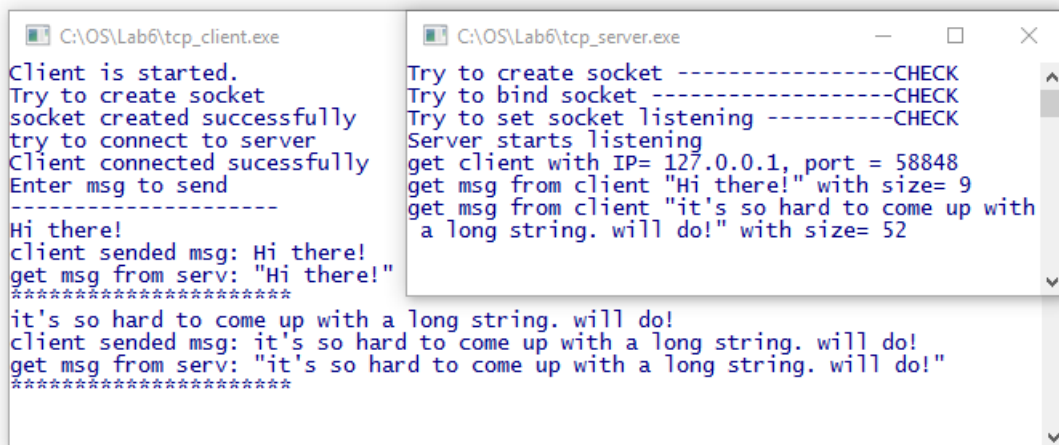 C:\OS\Lab6\tcp_client.exe
Client is started.
Try to create socket
socket created successfully
try to connect to server
Client connected sucessfully
Enter msg to send
---------------------
Hi there!
client sended msg: Hi there!
get msg from serv: "Hi there!"
**********************
it's so hard to come up with a long string. will do!
client sended msg: it's so hard to come up with a long string. will do!
get msg from serv: "it's so hard to come up with a long string. will do!"
**********************
C:\OS\Lab6\tcp_server.exe
Try to create socket -----------------CHECK
Try to bind socket -------------------CHECK
Try to set socket listening ----------CHECK
Server starts listening
get client with IP= 127.0.0.1, port = 58848
get msg from client "Hi there!" with size= 9
get msg from client "it's so hard to come up with
a long string. will do!" with size= 52